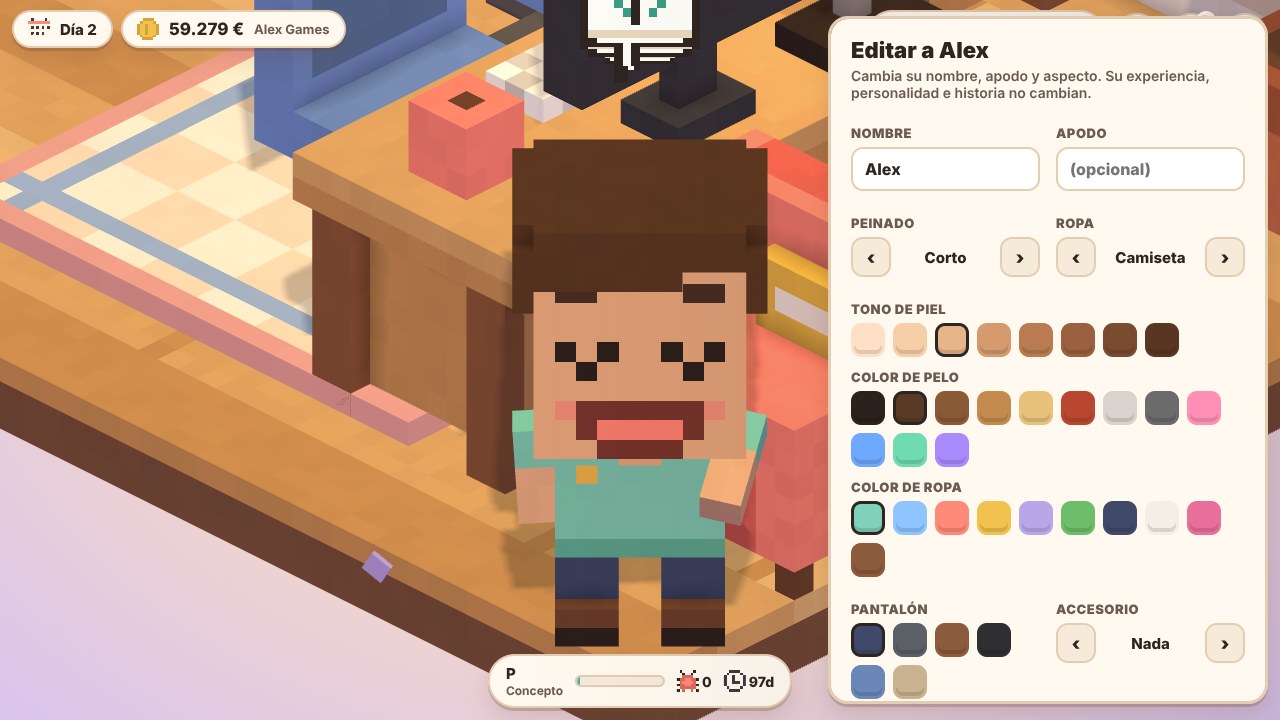 Día 2
59.279 € Alex Games
Editar a Alex
Cambia su nombre, apodo y aspecto. Su experiencia,
personalidad e historia no cambian.
NOMBRE
APODO
Alex
(opcional)
PEINADO
ROPA
‹ Corto ›
‹ Camiseta ›
TONO DE PIEL
COLOR DE PELO
COLOR DE ROPA
PANTALÓN
ACCESORIO
‹ Nada ›
P
Concepto
0
97d